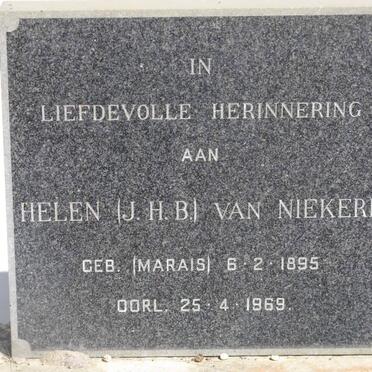 IN
LIEFDEVOLLE HERINNERING
AAN
HELEN (J.H.B.) VAN NIEKERK
GEB. (MARAIS) 6·2·1895
OORL. 25·4·1969.